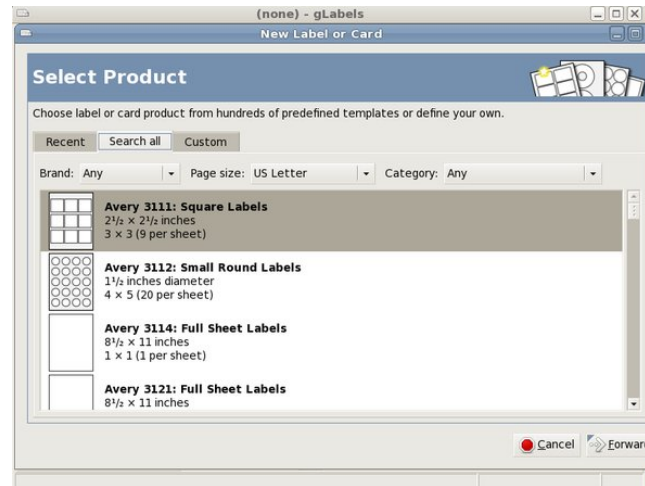 (none) - gLabels
New Label or Card
Select Product
Choose label or card product from hundreds of predefined templates or define your own.
Recent Search all Custom
Brand: Any Page size: US Letter Category: Any
Avery 3111: Square Labels
2¹/₂ × 2¹/₂ inches
3 × 3 (9 per sheet)
Avery 3112: Small Round Labels
1¹/₂ inches diameter
4 × 5 (20 per sheet)
Avery 3114: Full Sheet Labels
8¹/₂ × 11 inches
1 × 1 (1 per sheet)
Avery 3121: Full Sheet Labels
8¹/₂ × 11 inches
Cancel Forwar